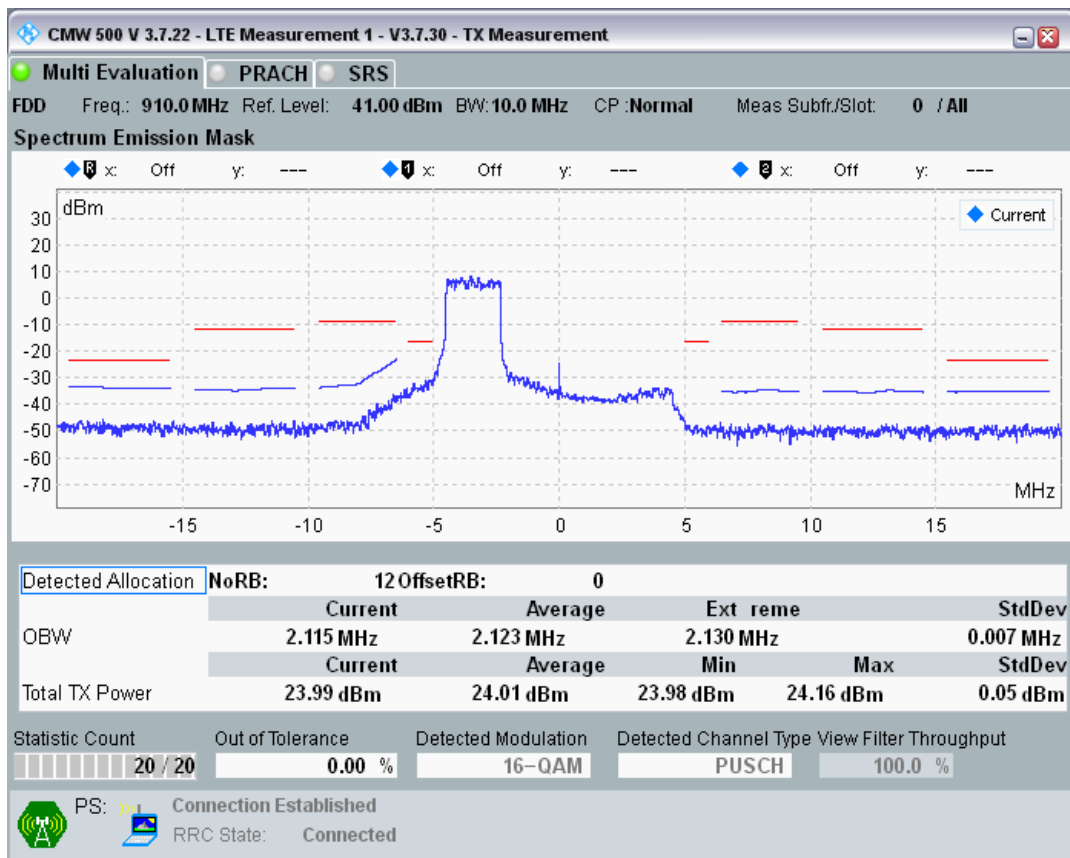 CMW 500 V 3.7.22 - LTE Measurement 1 - V3.7.30 - TX Measurement
Multi Evaluation PRACH SRS
FDD Freq.: 910.0 MHz Ref. Level: 41.00 dBm BW: 10.0 MHz CP :Normal Meas Subfr./Slot: 0 / All
Spectrum Emission Mask
R x: Off y: --- 1 x: Off y: --- 2 x: Off y: ---
dBm
Current
30
20
10
0
-10
-20
-30
-40
-50
-60
-70
MHz
-15 -10 -5 0 5 10 15
Detected Allocation NoRB: 12 OffsetRB: 0
Current Average Ext reme StdDev
OBW 2.115 MHz 2.123 MHz 2.130 MHz 0.007 MHz
Current Average Min Max StdDev
Total TX Power 23.99 dBm 24.01 dBm 23.98 dBm 24.16 dBm 0.05 dBm
Statistic Count Out of Tolerance Detected Modulation Detected Channel Type View Filter Throughput
20 / 20 0.00 % 16-QAM PUSCH 100.0 %
PS: Connection Established
RRC State: Connected